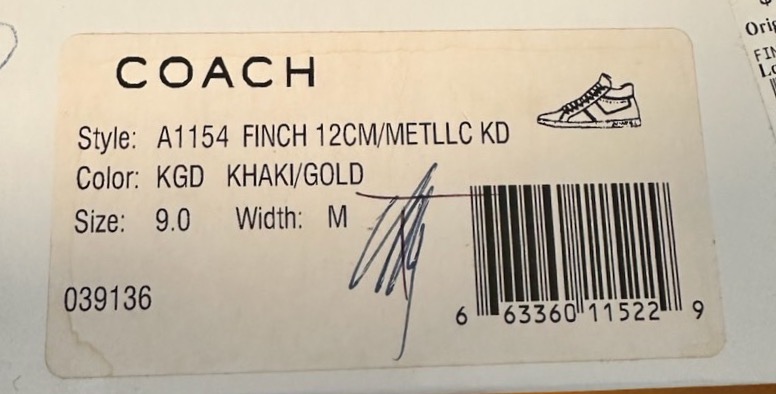 COACH
Style: A1154 FINCH 12CM/METLLC KD
Color: KGD KHAKI/GOLD
Size: 9.0 Width: M
039136
6 63360 11522 9